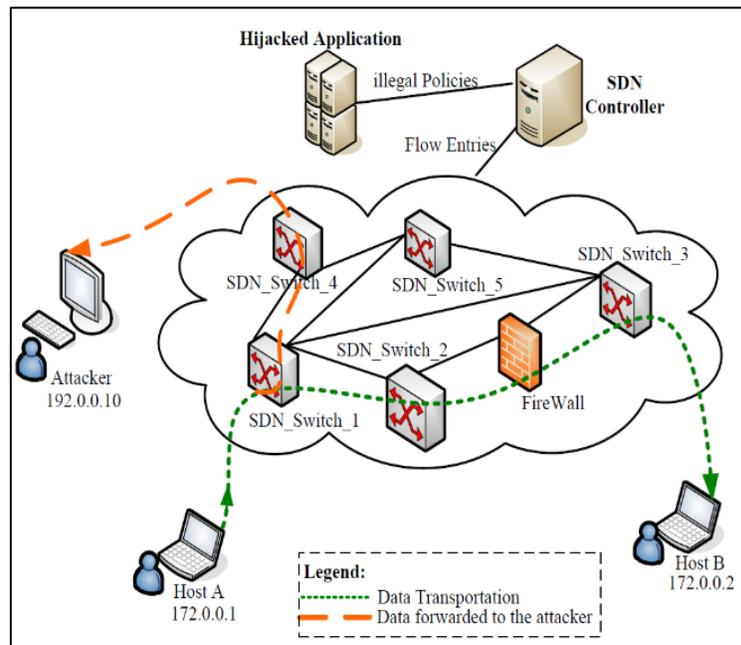 Hijacked Application
illegal Policies
SDN
Controller
Flow Entries
SDN_Switch_3
SDN_Switch_4
SDN_Switch_5
SDN_Switch_2
Attacker
192.0.0.10
SDN_Switch_1
FireWall
Host A
172.0.0.1
Host B
172.0.0.2
Legend:
Data Transportation
Data forwarded to the attacker